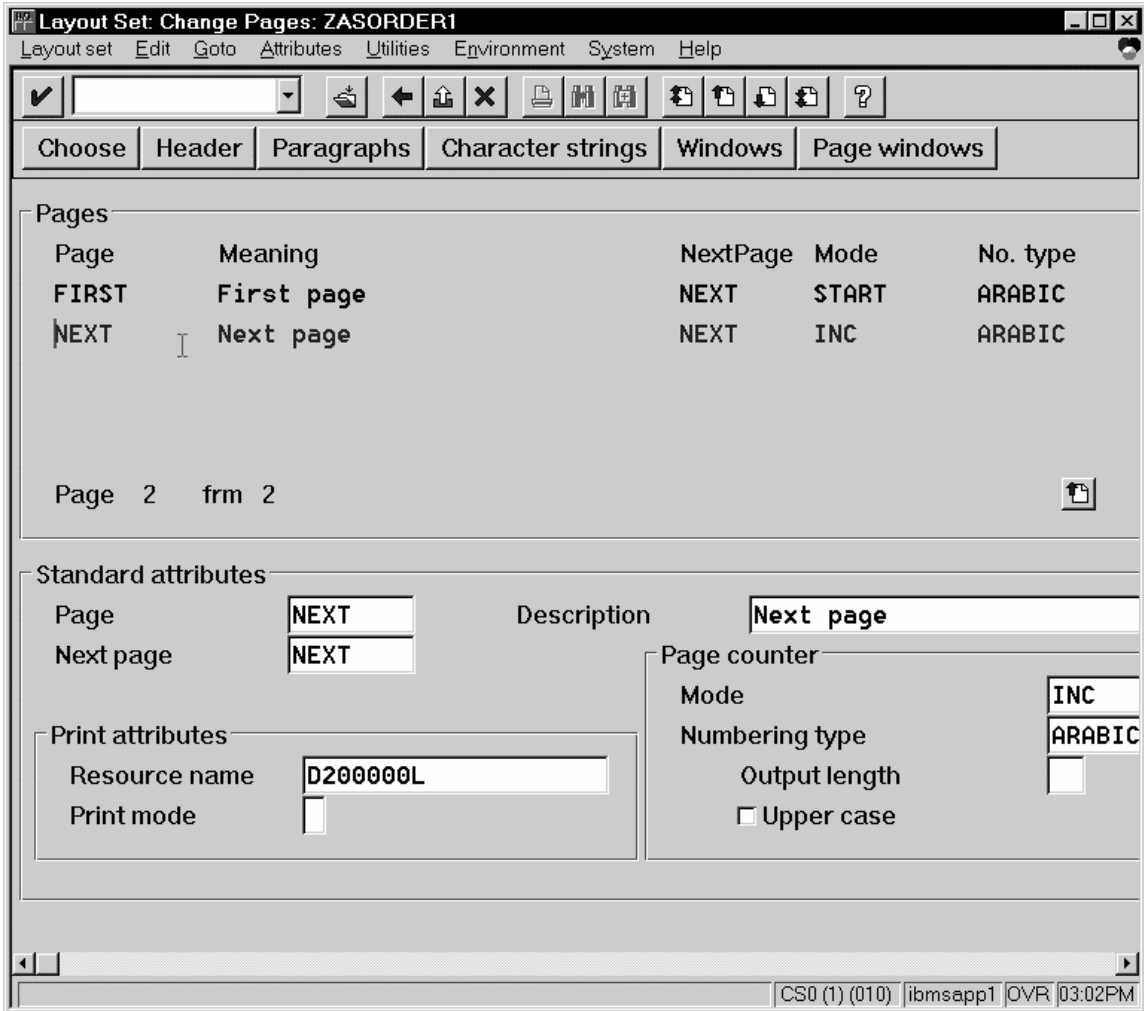 Layout Set: Change Pages: ZASORDER1
Layout set Edit Goto Attributes Utilities Environment System Help
Choose Header Paragraphs Character strings Windows Page windows
Pages
Page Meaning NextPage Mode No. type
FIRST First page NEXT START ARABIC
NEXT Next page NEXT INC ARABIC
Page 2 frm 2
Standard attributes
Page NEXT Description Next page
Next page NEXT
Page counter
Mode INC
Print attributes
Numbering type ARABIC
Resource name D200000L
Output length
Print mode
Upper case
CS0 (1) (010) ibmsapp1 OVR 03:02PM